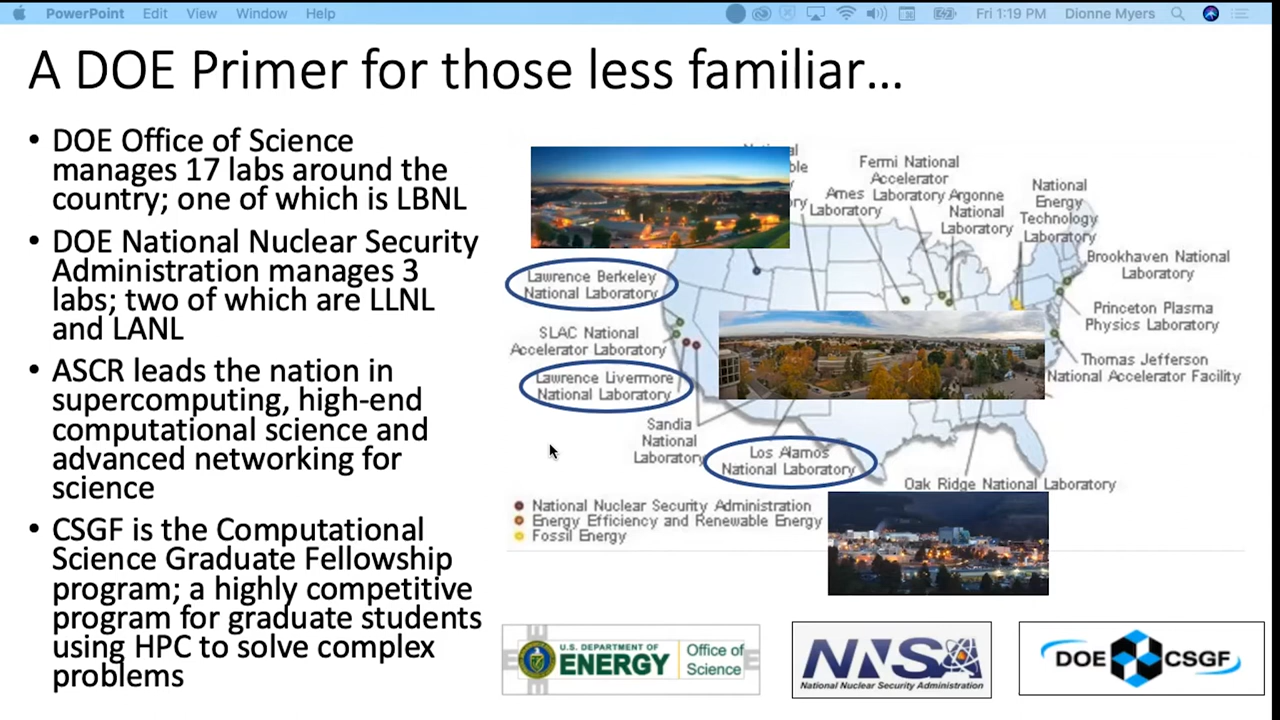 PowerPoint Edit View Window Help Fri 1:19 PM Dionne Myers
A DOE Primer for those less familiar...
• DOE Office of Science
manages 17 labs around the
country; one of which is LBNL
• DOE National Nuclear Security
Administration manages 3
labs; two of which are LLNL
and LANL
• ASCR leads the nation in
supercomputing, high-end
computational science and
advanced networking for
science
• CSGF is the Computational
Science Graduate Fellowship
program; a highly competitive
program for graduate students
using HPC to solve complex
problems
Fermi National
Accelerator
Laboratory
Ames
Laboratory
Argonne
National
Laboratory
National
Energy
Technology
Laboratory
Brookhaven National
Laboratory
Lawrence Berkeley
National Laboratory
Princeton Plasma
Physics Laboratory
SLAC National
Accelerator Laboratory
Thomas Jefferson
National Accelerator Facility
Lawrence Livermore
National Laboratory
Sandia
National
Laboratory
Los Alamos
National Laboratory
Oak Ridge National Laboratory
National Nuclear Security Administration
Energy Efficiency and Renewable Energy
Fossil Energy
U.S. DEPARTMENT OF
ENERGY
Office of
Science
NNSA
National Nuclear Security Administration
DOE CSGF